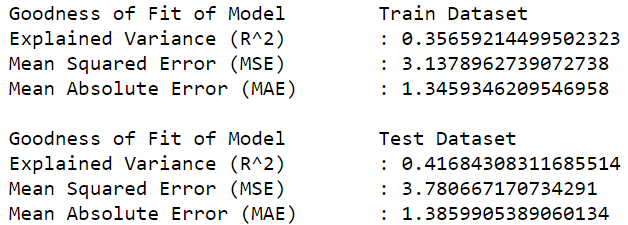 Goodness of Fit of Model        Train Dataset
Explained Variance (R^2)        : 0.35659214499502323
Mean Squared Error (MSE)        : 3.1378962739072738
Mean Absolute Error (MAE)       : 1.3459346209546958
Goodness of Fit of Model        Test Dataset
Explained Variance (R^2)        : 0.41684308311685514
Mean Squared Error (MSE)        : 3.780667170734291
Mean Absolute Error (MAE)       : 1.3859905389060134